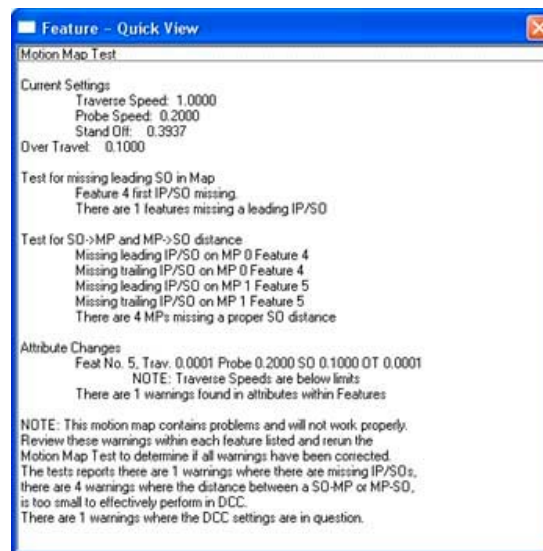 Feature - Quick View
Motion Map Test
Current Settings
Traverse Speed: 1.0000
Probe Speed: 0.2000
Stand Off: 0.3937
Over Travel: 0.1000
Test for missing leading SO in Map
Feature 4 first IP/SO missing.
There are 1 features missing a leading IP/SO
Test for SO->MP and MP->SO distance
Missing leading IP/SO on MP 0 Feature 4
Missing trailing IP/SO on MP 0 Feature 4
Missing leading IP/SO on MP 1 Feature 5
Missing trailing IP/SO on MP 1 Feature 5
There are 4 MPs missing a proper SO distance
Attribute Changes
Feat No. 5, Trav. 0.0001 Probe 0.2000 SO 0.1000 OT 0.0001
NOTE: Traverse Speeds are below limits
There are 1 warnings found in attributes within Features
NOTE: This motion map contains problems and will not work properly.
Review these warnings within each feature listed and rerun the
Motion Map Test to determine if all warnings have been corrected.
The tests reports there are 1 warnings where there are missing IP/SOs,
there are 4 warnings where the distance between a SO-MP or MP-SO,
is too small to effectively perform in DCC.
There are 1 warnings where the DCC settings are in question.